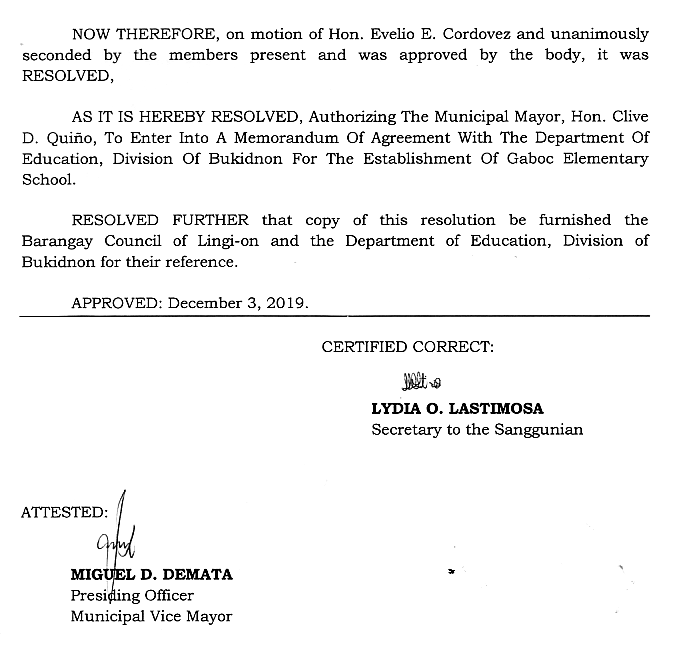 NOW THEREFORE, on motion of Hon. Evelio E. Cordovez and unanimously
seconded by the members present and was approved by the body, it was
RESOLVED,
AS IT IS HEREBY RESOLVED, Authorizing The Municipal Mayor, Hon. Clive
D. Quiño, To Enter Into A Memorandum Of Agreement With The Department Of
Education, Division Of Bukidnon For The Establishment Of Gaboc Elementary
School.
RESOLVED FURTHER that copy of this resolution be furnished the
Barangay Council of Lingi-on and the Department of Education, Division of
Bukidnon for their reference.
APPROVED: December 3, 2019.
CERTIFIED CORRECT:
LYDIA O. LASTIMOSA
Secretary to the Sanggunian
ATTESTED:
MIGUEL D. DEMATA
Presiding Officer
Municipal Vice Mayor